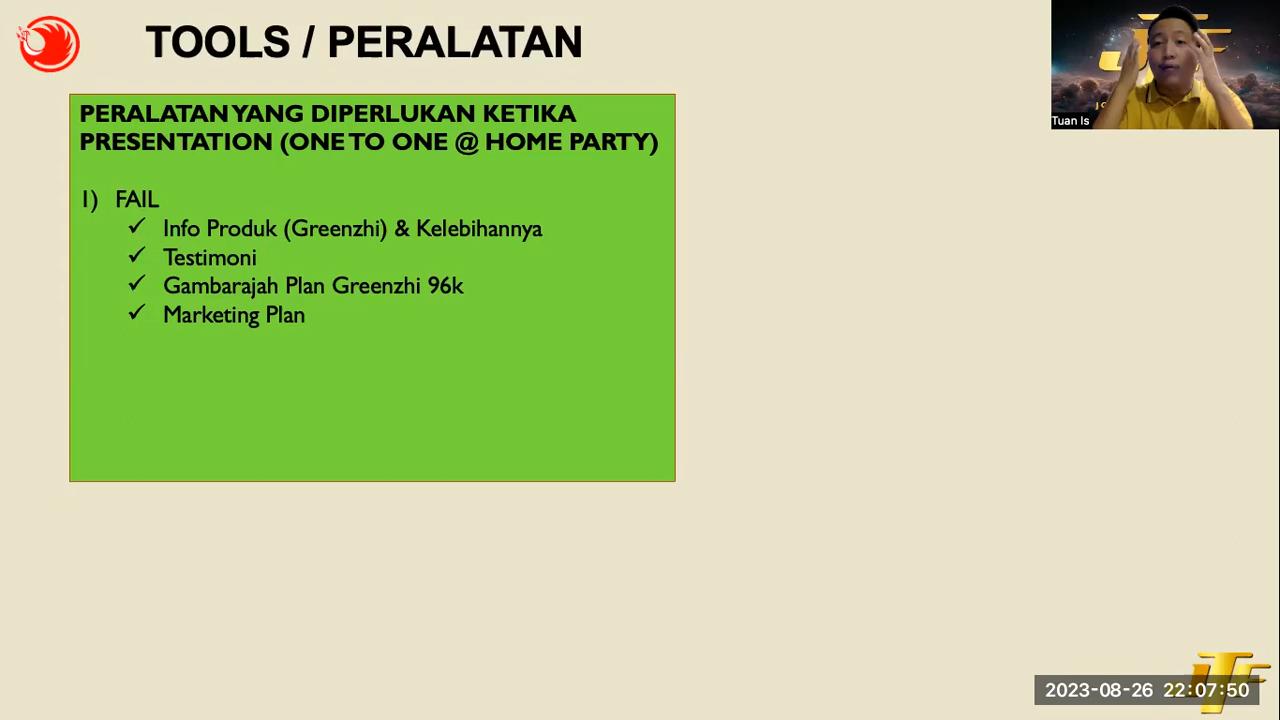 TOOLS / PERALATAN
PERALATAN YANG DIPERLUKAN KETIKA
PRESENTATION (ONE TO ONE @ HOME PARTY)
1) FAIL
✓ Info Produk (Greenzhi) & Kelebihannya
✓ Testimoni
✓ Gambarajah Plan Greenzhi 96k
✓ Marketing Plan
Tuan Is
2023-08-26 22:07:50